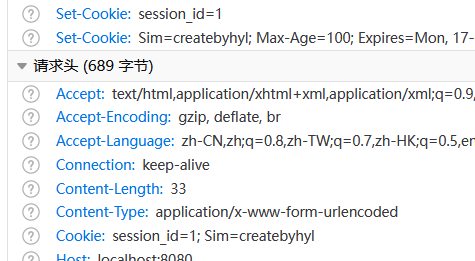 Set-Cookie: session_id=1
Set-Cookie: Sim=createbyhyl; Max-Age=100; Expires=Mon, 17-
请求头 (689 字节)
Accept: text/html,application/xhtml+xml,application/xml;q=0.9,
Accept-Encoding: gzip, deflate, br
Accept-Language: zh-CN,zh;q=0.8,zh-TW;q=0.7,zh-HK;q=0.5,en
Connection: keep-alive
Content-Length: 33
Content-Type: application/x-www-form-urlencoded
Cookie: session_id=1; Sim=createbyhyl
Host: localhost:8080